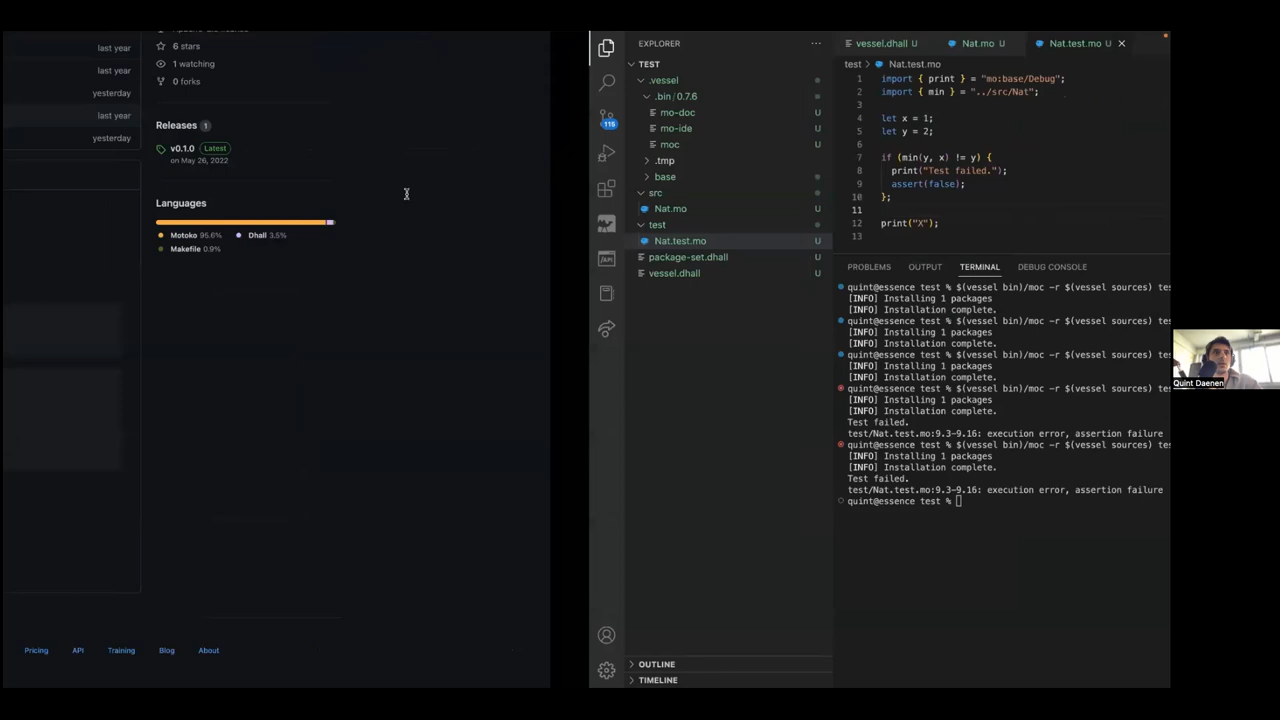 last year
last year
yesterday
last year
yesterday
6 stars
1 watching
0 forks
Releases 1
v0.1.0 Latest
on May 26, 2022
Languages
Motoko 95.6% Dhall 3.5%
Makefile 0.9%
Pricing API Training Blog About
EXPLORER
TEST
.vessel
.bin / 0.7.6
mo-doc U
mo-ide U
moc U
.tmp
base
src
Nat.mo U
test
Nat.test.mo U
package-set.dhall U
vessel.dhall U
OUTLINE
TIMELINE
115
/API
vessel.dhall U Nat.mo U Nat.test.mo U
test > Nat.test.mo
1 import { print } = "mo:base/Debug";
2 import { min } = "../src/Nat";
3
4 let x = 1;
5 let y = 2;
6
7 if (min(y, x) != y) {
8 print("Test failed.");
9 assert(false);
10 };
11
12 print("X");
13
PROBLEMS OUTPUT TERMINAL DEBUG CONSOLE
quint@essence test % $(vessel bin)/moc -r $(vessel sources) tes
[INFO] Installing 1 packages
[INFO] Installation complete.
quint@essence test % $(vessel bin)/moc -r $(vessel sources) tes
[INFO] Installing 1 packages
[INFO] Installation complete.
quint@essence test % $(vessel bin)/moc -r $(vessel sources) tes
[INFO] Installing 1 packages
[INFO] Installation complete.
quint@essence test % $(vessel bin)/moc -r $(vessel sources) tes
[INFO] Installing 1 packages
[INFO] Installation complete.
Test failed.
test/Nat.test.mo:9.3-9.16: execution error, assertion failure
quint@essence test % $(vessel bin)/moc -r $(vessel sources) tes
[INFO] Installing 1 packages
[INFO] Installation complete.
Test failed.
test/Nat.test.mo:9.3-9.16: execution error, assertion failure
quint@essence test %
Quint Daenen